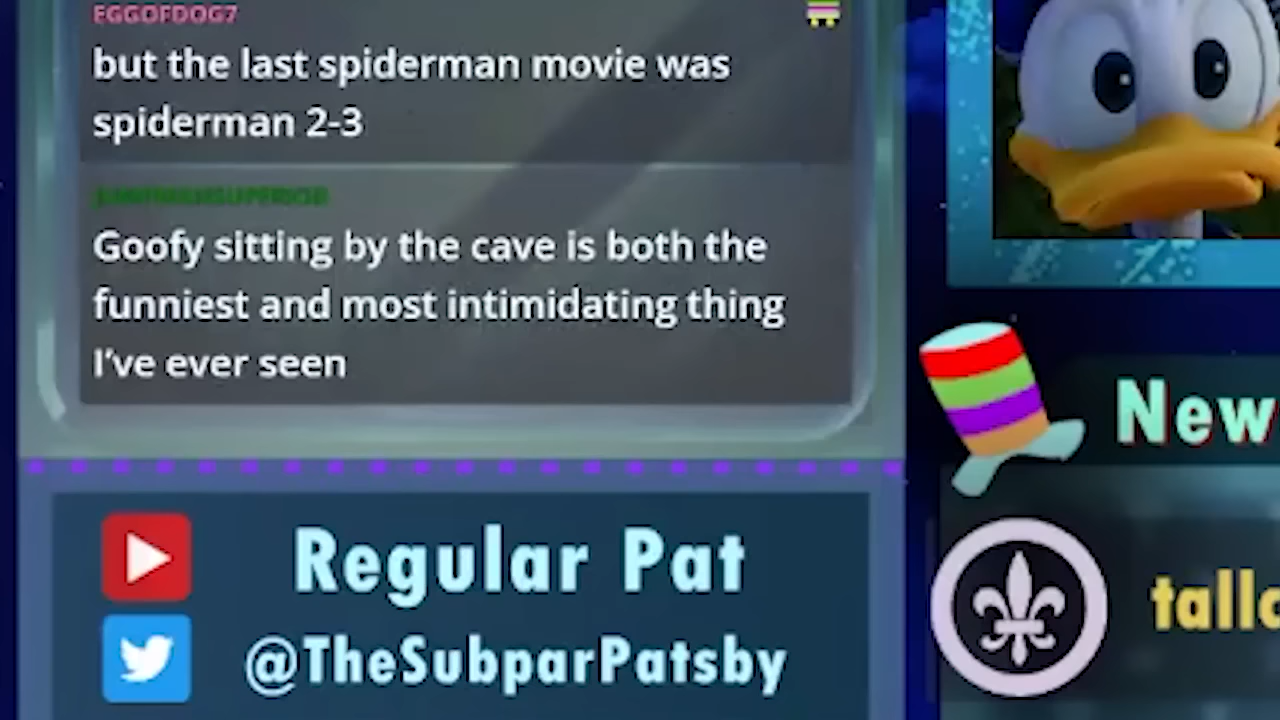 EGGOFDOG7
but the last spiderman movie was
spiderman 2-3
Goofy sitting by the cave is both the
funniest and most intimidating thing
I've ever seen
New
Regular Pat
tallo
@TheSubparPatsby